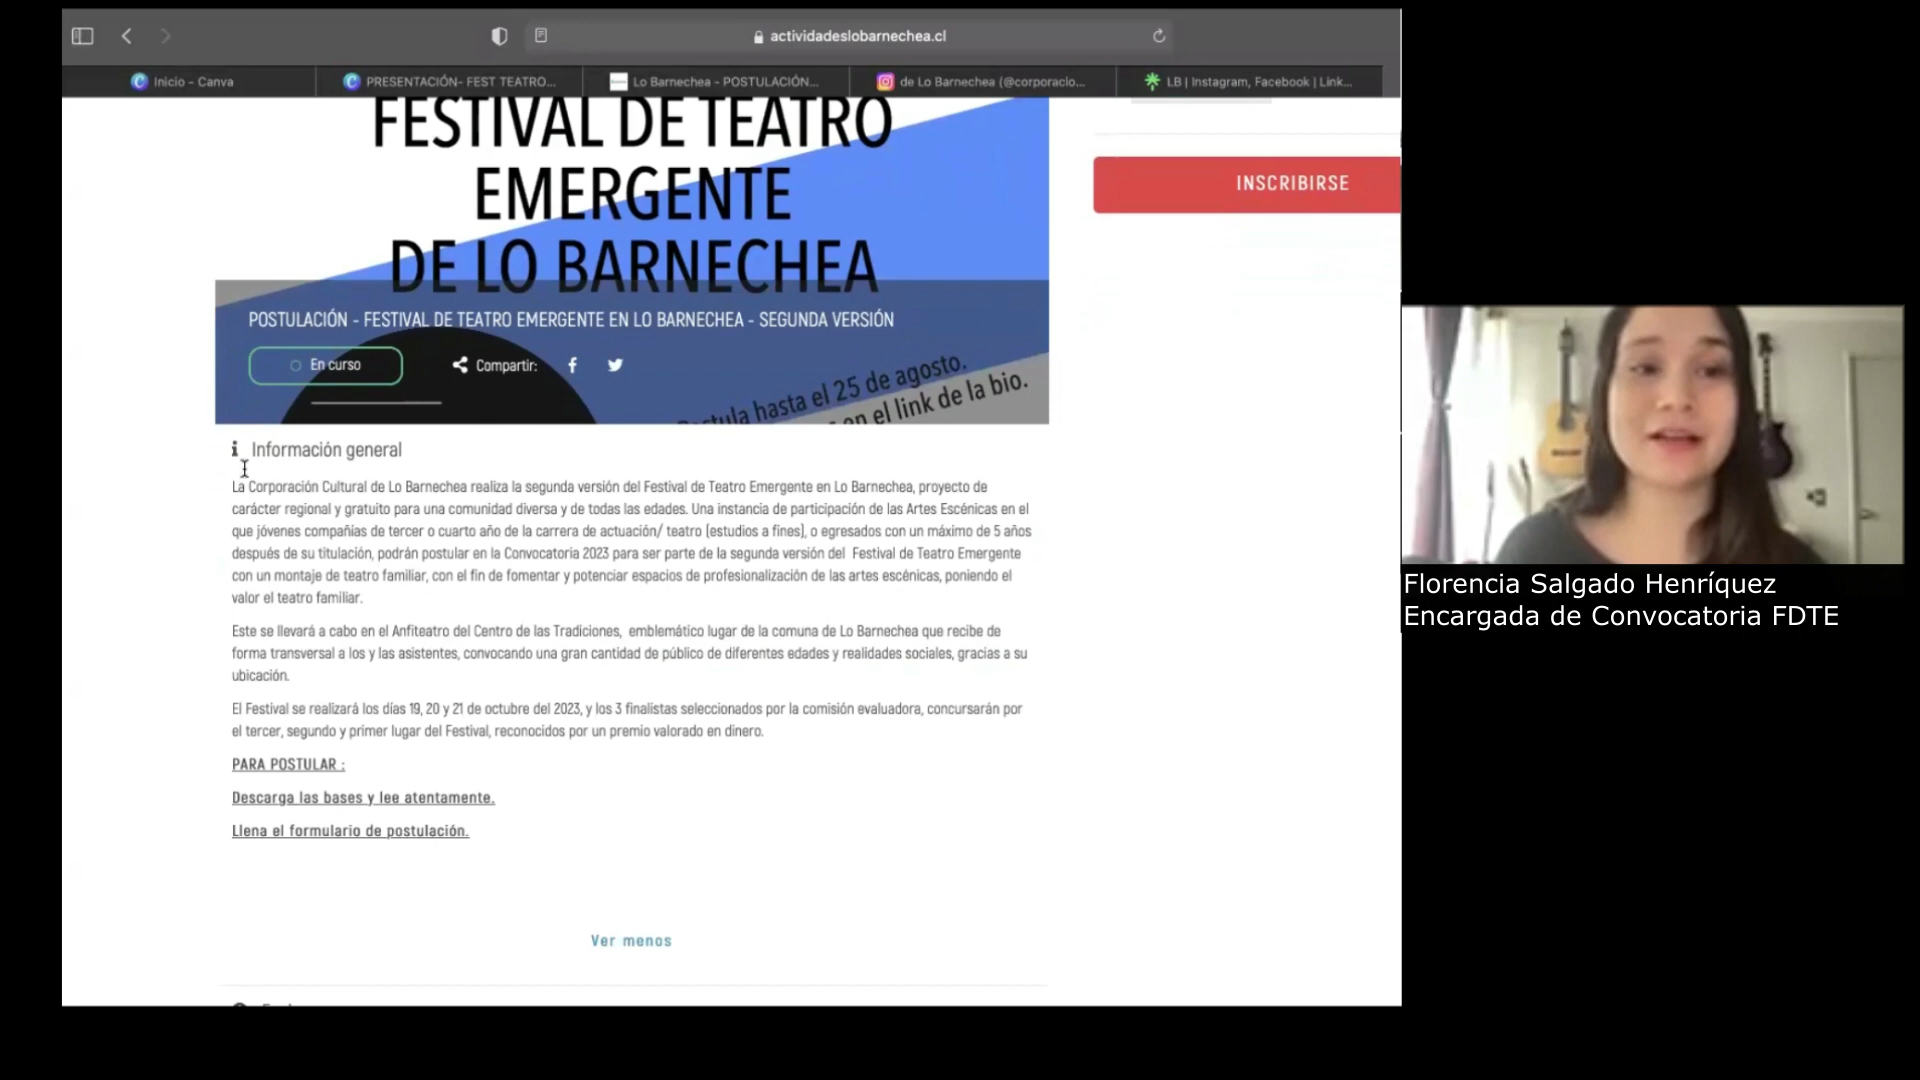 actividadeslobarnechea.cl
Inicio – Canva
PRESENTACIÓN- FEST TEATRO...
Lo Barnechea - POSTULACIÓN...
de Lo Barnechea (@corporacio...
LB | Instagram, Facebook | Link...
FESTIVAL DE TEATRO
EMERGENTE
DE LO BARNECHEA
INSCRIBIRSE
POSTULACIÓN - FESTIVAL DE TEATRO EMERGENTE EN LO BARNECHEA - SEGUNDA VERSIÓN
En curso
Compartir:
Postula hasta el 25 de agosto.
en el link de la bio.
Información general
La Corporación Cultural de Lo Barnechea realiza la segunda versión del Festival de Teatro Emergente en Lo Barnechea, proyecto de
carácter regional y gratuito para una comunidad diversa y de todas las edades. Una instancia de participación de las Artes Escénicas en el
que jóvenes compañías de tercer o cuarto año de la carrera de actuación/ teatro (estudios a fines), o egresados con un máximo de 5 años
después de su titulación, podrán postular en la Convocatoria 2023 para ser parte de la segunda versión del Festival de Teatro Emergente
con un montaje de teatro familiar, con el fin de fomentar y potenciar espacios de profesionalización de las artes escénicas, poniendo el
valor el teatro familiar.
Este se llevará a cabo en el Anfiteatro del Centro de las Tradiciones, emblemático lugar de la comuna de Lo Barnechea que recibe de
forma transversal a los y las asistentes, convocando una gran cantidad de público de diferentes edades y realidades sociales, gracias a su
ubicación.
El Festival se realizará los días 19, 20 y 21 de octubre del 2023, y los 3 finalistas seleccionados por la comisión evaluadora, concursarán por
el tercer, segundo y primer lugar del Festival, reconocidos por un premio valorado en dinero.
PARA POSTULAR :
Descarga las bases y lee atentamente.
Llena el formulario de postulación.
Ver menos
Florencia Salgado Henríquez
Encargada de Convocatoria FDTE